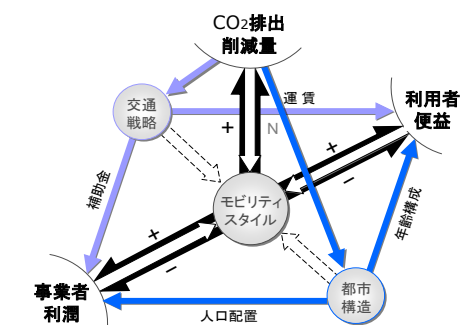 CO2排出
削減量
運賃
利用者
便益
交通
戦略
+
N
+
−
モビリティ
スタイル
補助金
年齢構成
+
−
事業者
利潤
都市
構造
人口配置